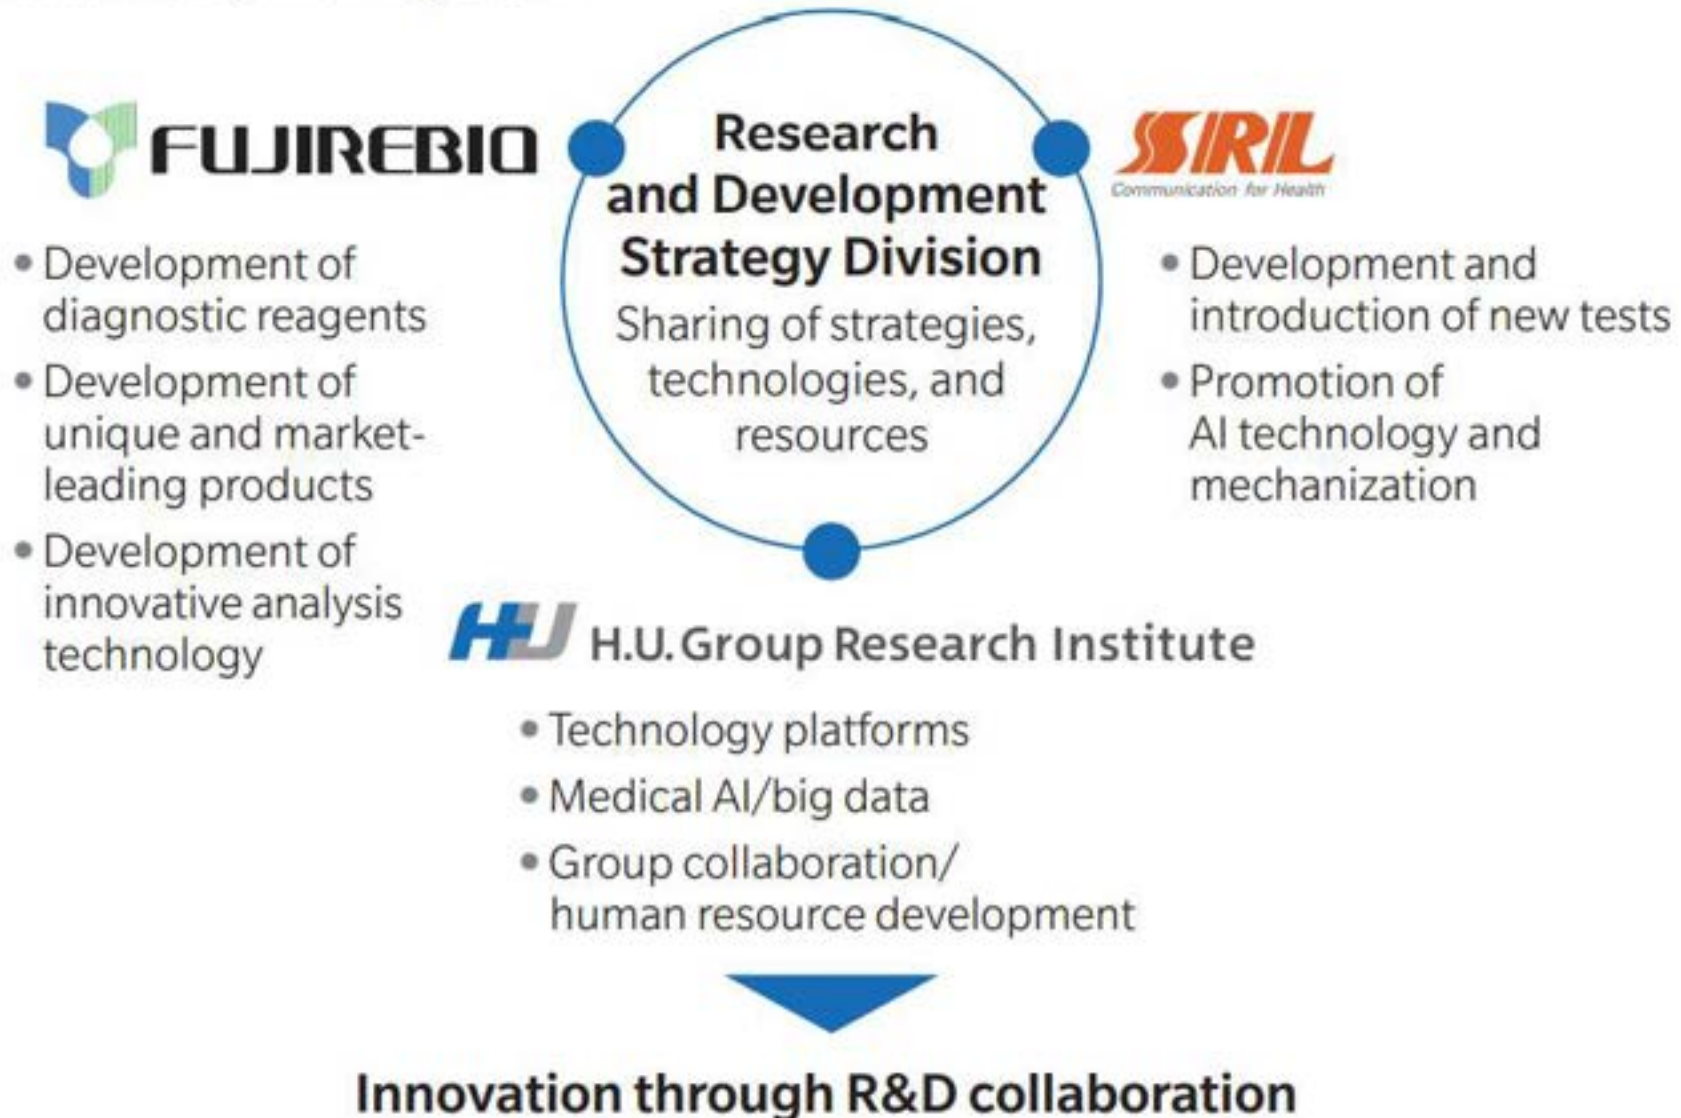 FUJIREBIO
• Development of
diagnostic reagents
• Development of
unique and market-
leading products
• Development of
innovative analysis
technology
Research
and Development
Strategy Division
Sharing of strategies,
technologies, and
resources
SRL
Communication for Health
• Development and
introduction of new tests
• Promotion of
AI technology and
mechanization
HU H.U. Group Research Institute
• Technology platforms
• Medical AI/big data
• Group collaboration/
human resource development
Innovation through R&D collaboration